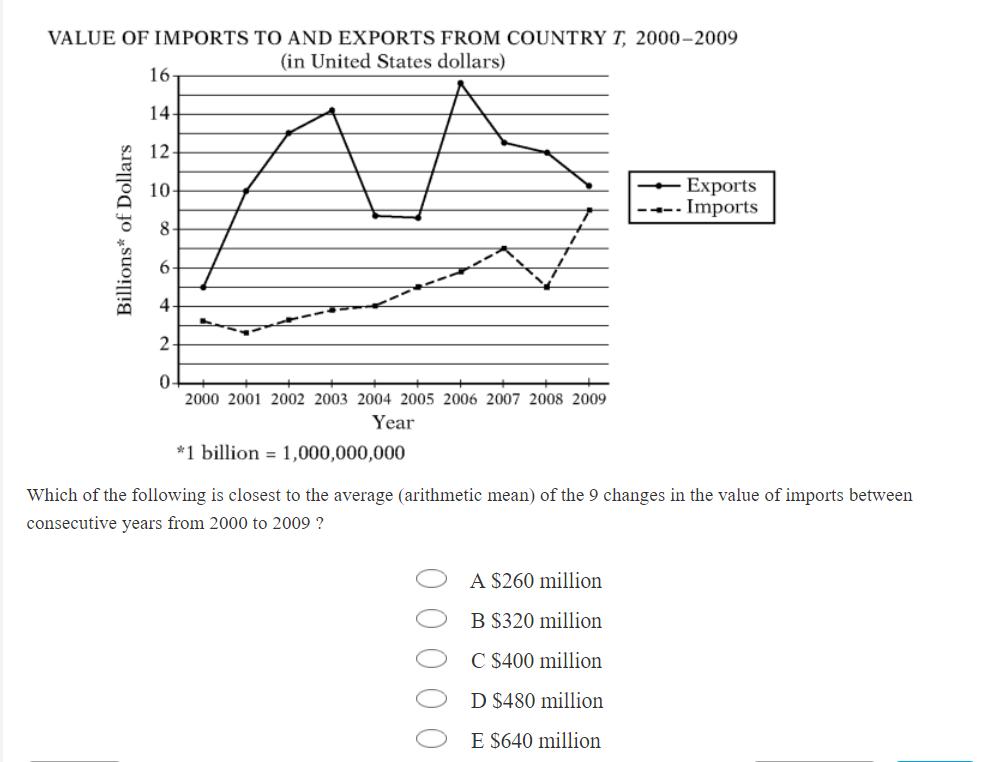 VALUE OF IMPORTS TO AND EXPORTS FROM COUNTRY T, 2000–2009
(in United States dollars)
16
14
12
10
8
6
4
2
0
Billions* of Dollars
Exports
Imports
2000 2001 2002 2003 2004 2005 2006 2007 2008 2009
Year
*1 billion = 1,000,000,000
Which of the following is closest to the average (arithmetic mean) of the 9 changes in the value of imports between
consecutive years from 2000 to 2009 ?
A $260 million
B $320 million
C $400 million
D $480 million
E $640 million